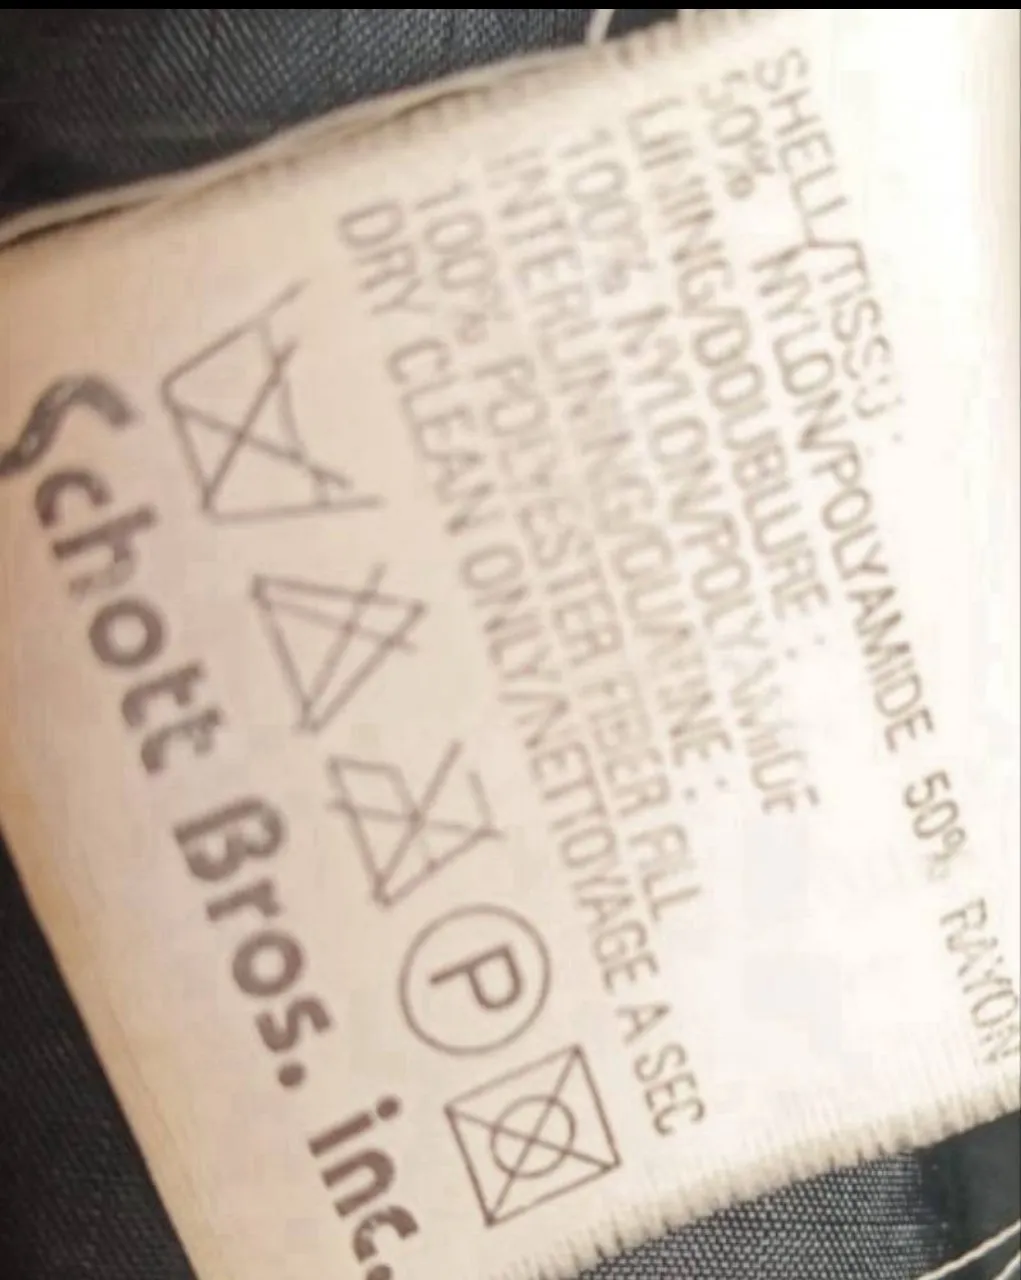 SHELL/TISSU :
50% NYLON/POLYAMIDE 50% RAYON
LINING/DOUBLURE :
100% NYLON/POLYAMIDE
INTERLINING/OUATINE :
100% POLYESTER FIBER FILL
DRY CLEAN ONLY/NETTOYAGE A SEC
P
Schott Bros. inc.